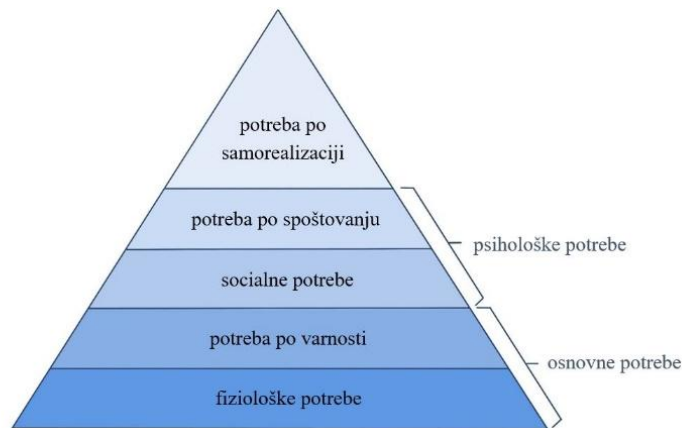 potreba po
samorealizaciji
potreba po spoštovanju
psihološke potrebe
socialne potrebe
potreba po varnosti
osnovne potrebe
fiziološke potrebe